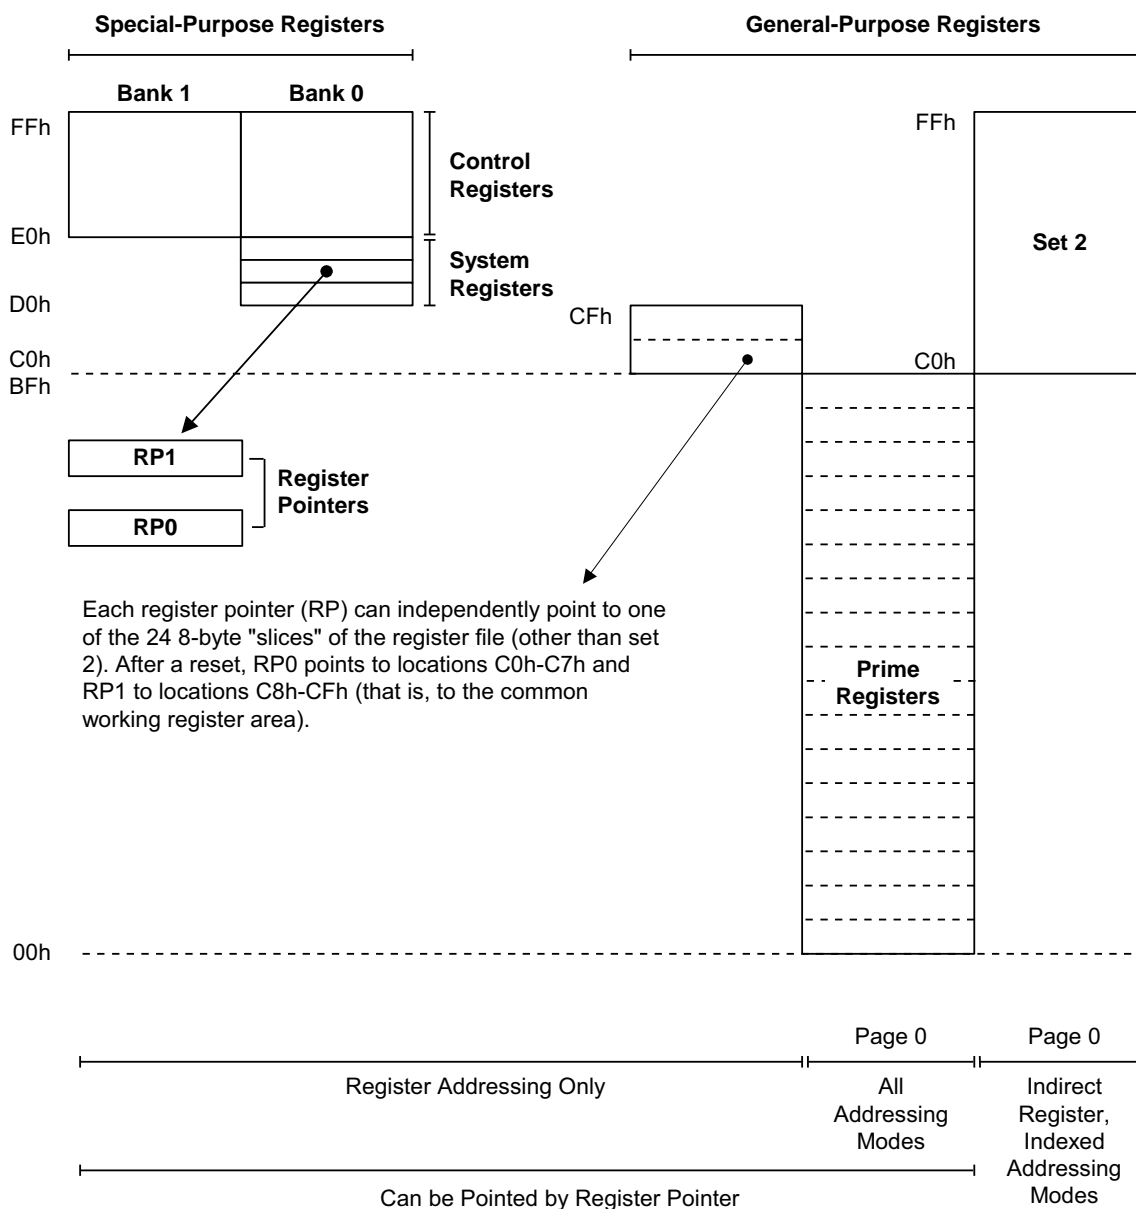 Special-Purpose Registers
General-Purpose Registers
Bank 1
Bank 0
FFh
FFh
Control
Registers
E0h
Set 2
System
Registers
D0h
CFh
C0h
C0h
BFh
RP1
Register
Pointers
RP0
Each register pointer (RP) can independently point to one
of the 24 8-byte "slices" of the register file (other than set
2). After a reset, RP0 points to locations C0h-C7h and
RP1 to locations C8h-CFh (that is, to the common
working register area).
Prime
Registers
00h
Page 0
Page 0
Register Addressing Only
All
Addressing
Modes
Indirect
Register,
Indexed
Addressing
Modes
Can be Pointed by Register Pointer